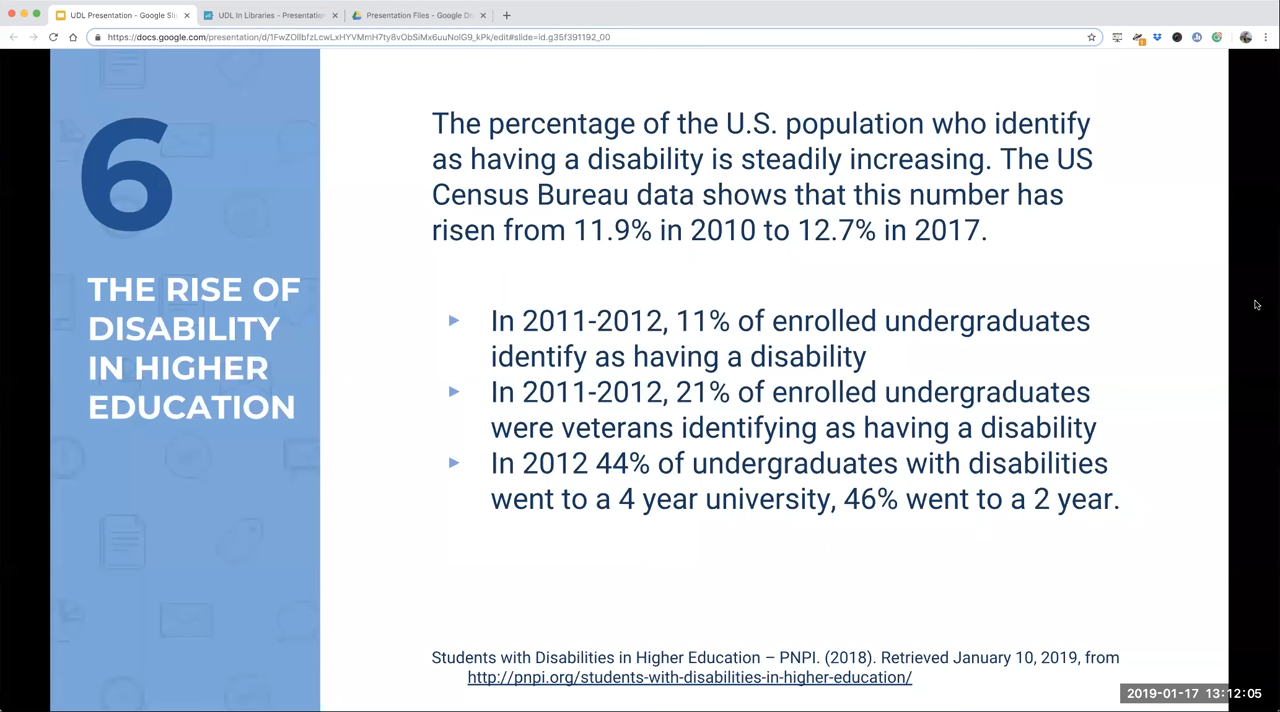 UDL Presentation - Google Sli
UDL In Libraries - Presentation
Presentation Files - Google D
https://docs.google.com/presentation/d/1FwZOllbfzLcwLxHYVMmH7ty8vObSiMx6uuNolG9_kPk/edit#slide=id.g35f391192_00
6
THE RISE OF
DISABILITY
IN HIGHER
EDUCATION
The percentage of the U.S. population who identify
as having a disability is steadily increasing. The US
Census Bureau data shows that this number has
risen from 11.9% in 2010 to 12.7% in 2017.
In 2011-2012, 11% of enrolled undergraduates
identify as having a disability
In 2011-2012, 21% of enrolled undergraduates
were veterans identifying as having a disability
In 2012 44% of undergraduates with disabilities
went to a 4 year university, 46% went to a 2 year.
Students with Disabilities in Higher Education – PNPI. (2018). Retrieved January 10, 2019, from
http://pnpi.org/students-with-disabilities-in-higher-education/
2019-01-17 13:12:05